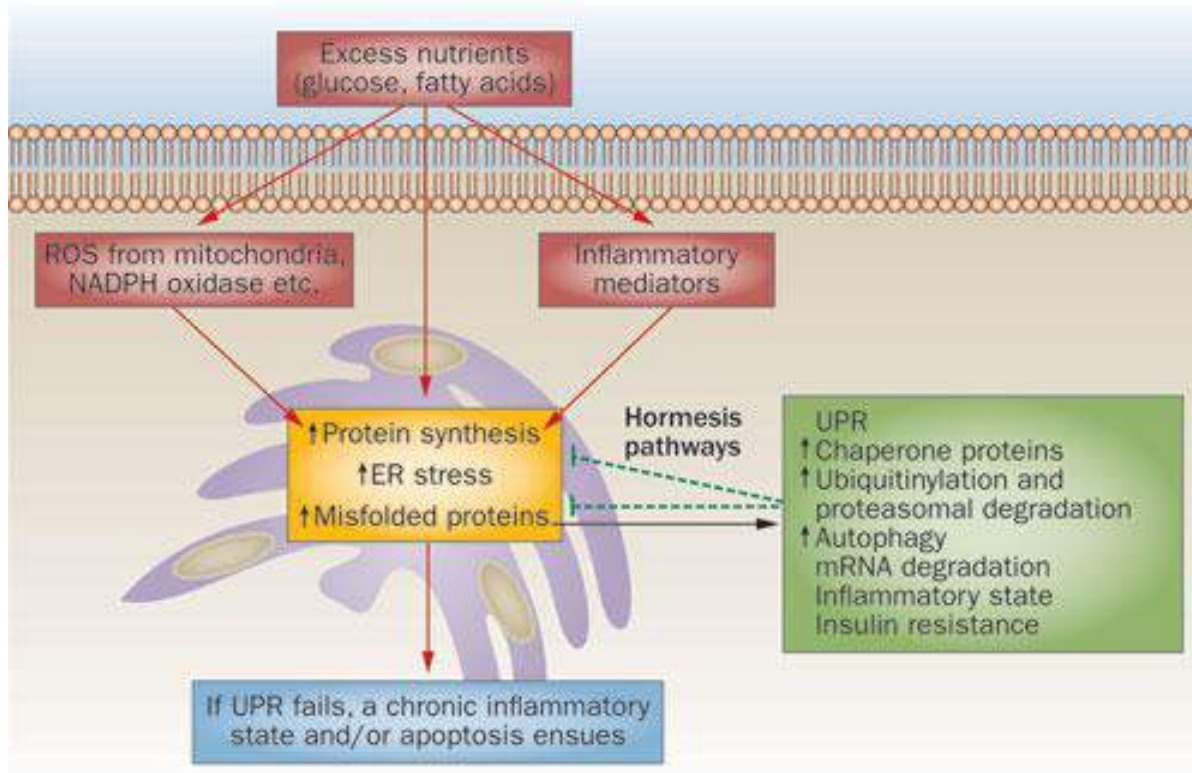 Excess nutrients
(glucose, fatty acids)
ROS from mitochondria,
NADPH oxidase etc.
Inflammatory
mediators
↑Protein synthesis
↑ER stress
↑Misfolded proteins
Hormesis
pathways
UPR
↑Chaperone proteins
↑Ubiquitinylation and
proteasomal degradation
↑Autophagy
mRNA degradation
Inflammatory state
Insulin resistance
If UPR fails, a chronic inflammatory
state and/or apoptosis ensues